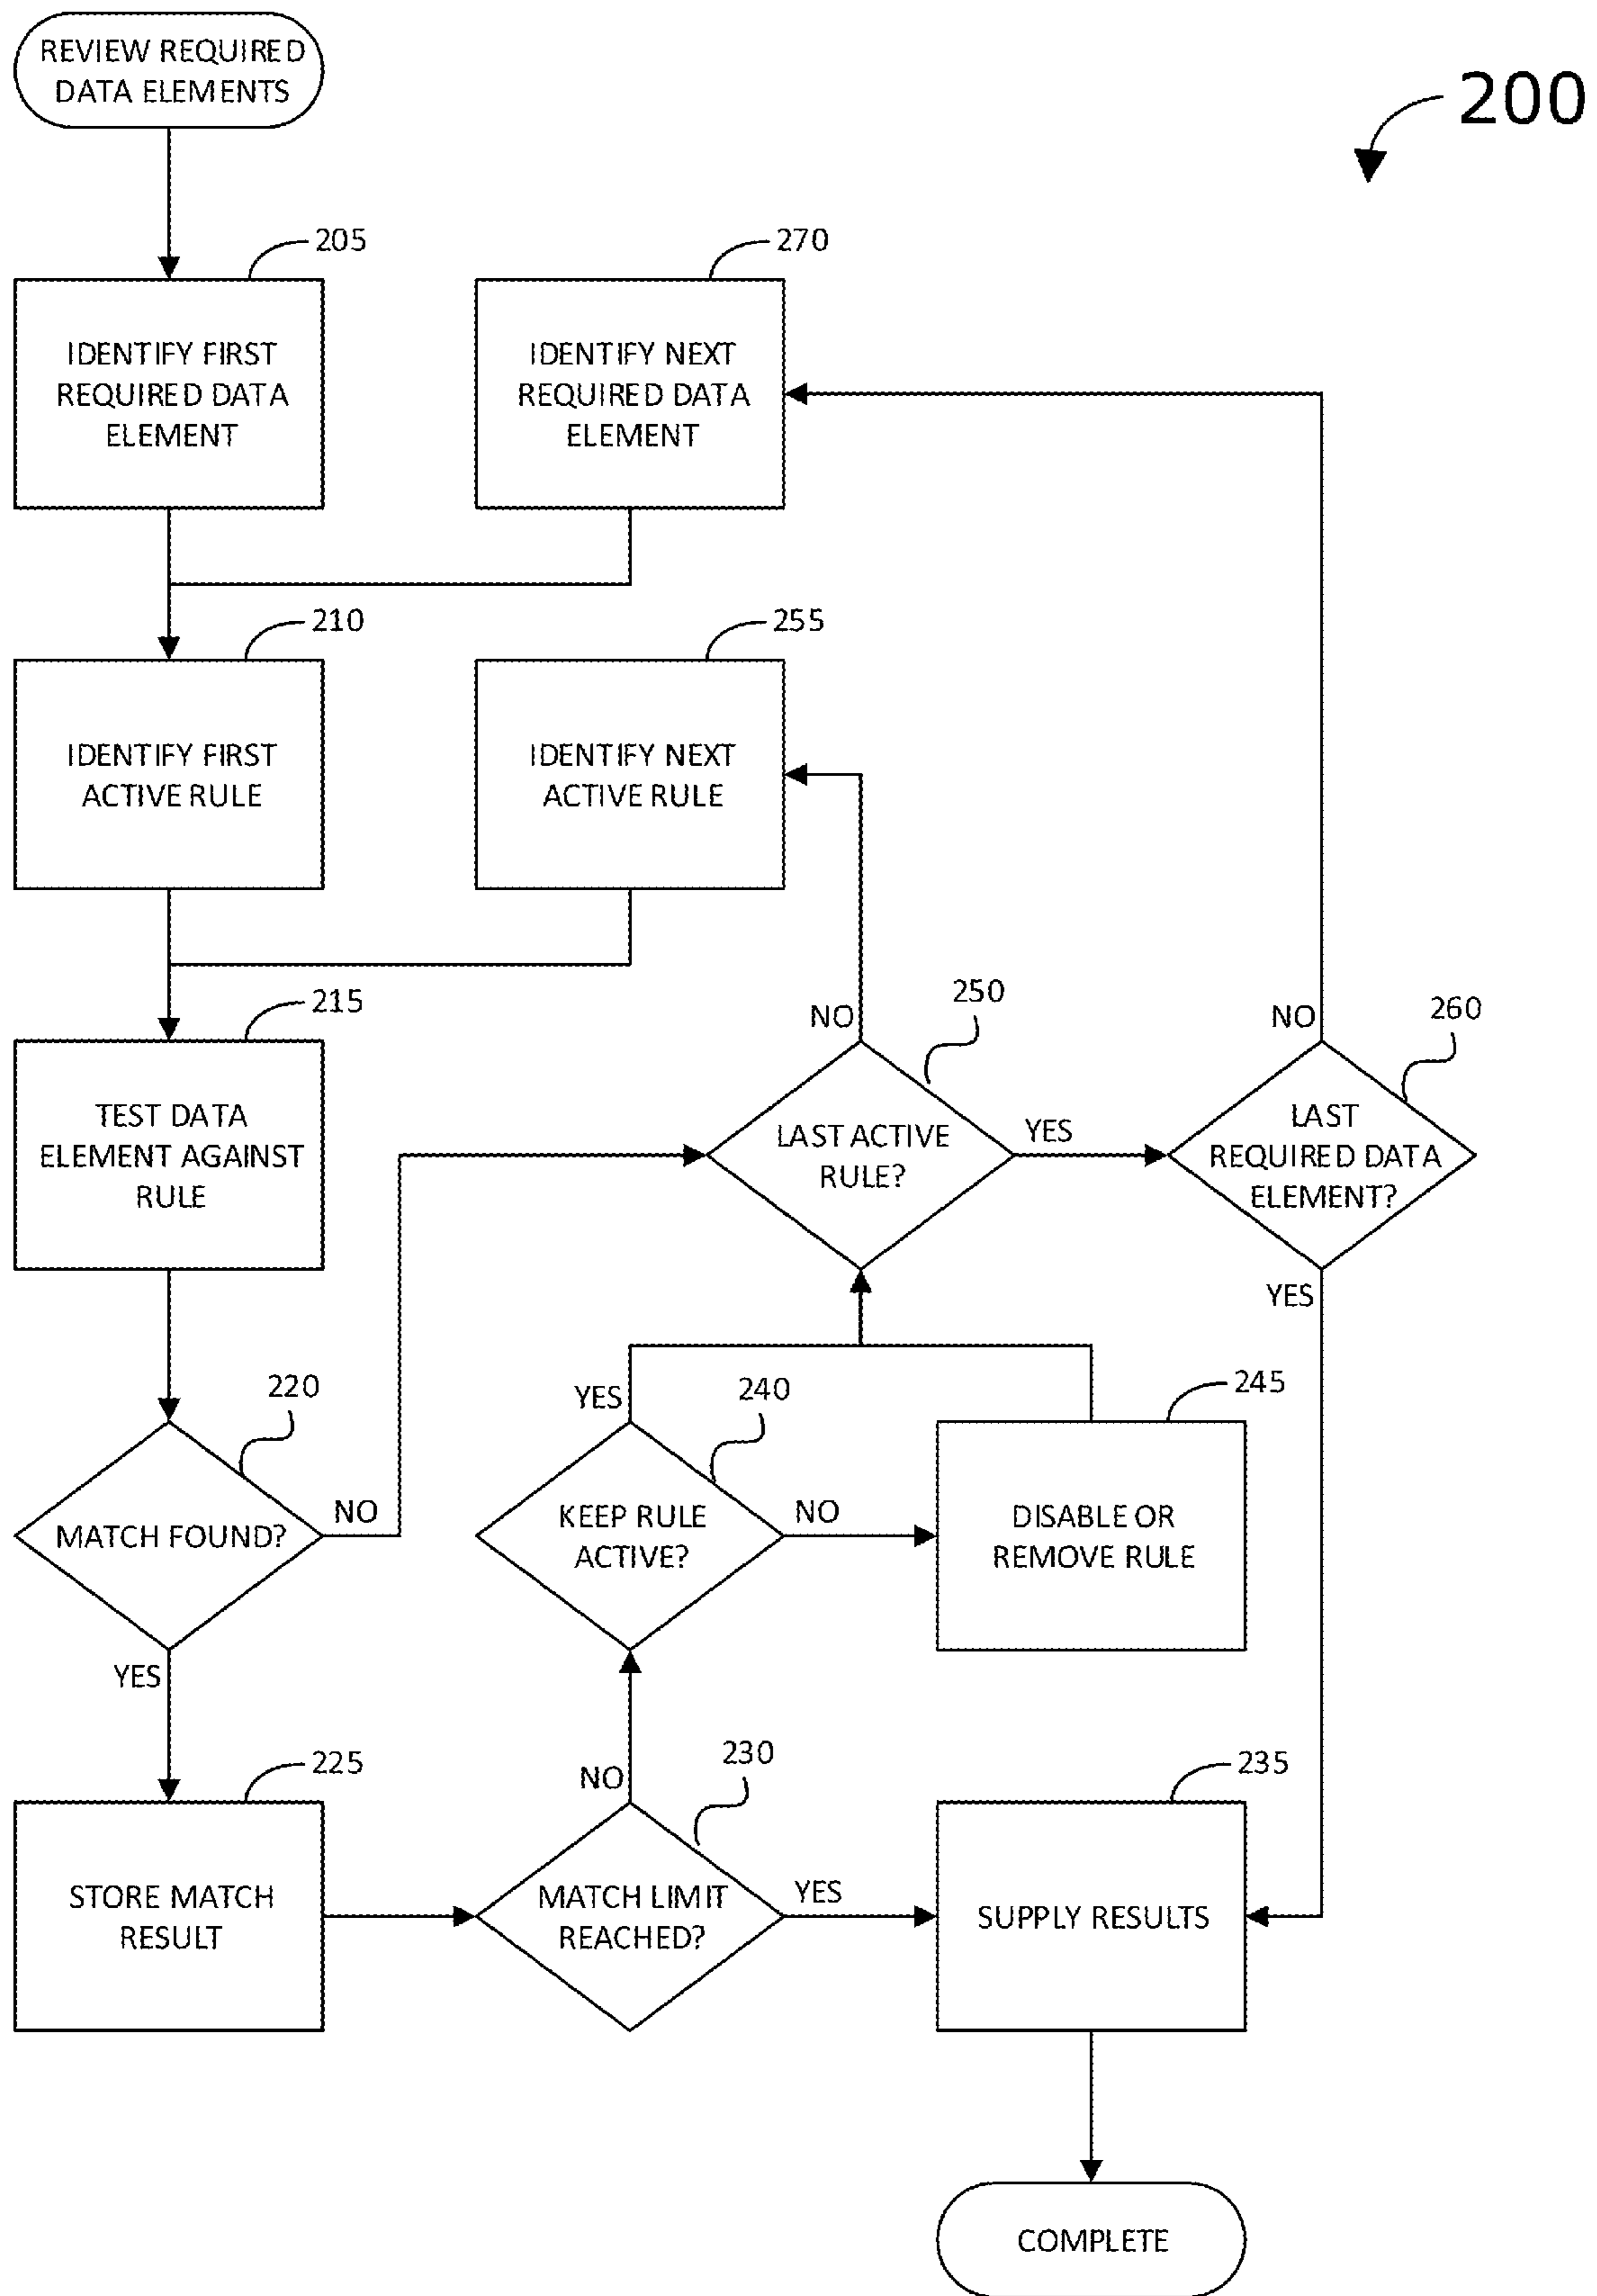 REVIEW REQUIRED
DATA ELEMENTS
200
205
IDENTIFY FIRST
REQUIRED DATA
ELEMENT
270
IDENTIFY NEXT
REQUIRED DATA
ELEMENT
210
IDENTIFY FIRST
ACTIVE RULE
255
IDENTIFY NEXT
ACTIVE RULE
215
TEST DATA
ELEMENT AGAINST
RULE
NO
250
LAST ACTIVE
RULE?
YES
NO
260
LAST
REQUIRED DATA
ELEMENT?
YES
220
MATCH FOUND?
NO
YES
YES
240
KEEP RULE
ACTIVE?
NO
245
DISABLE OR
REMOVE RULE
225
STORE MATCH
RESULT
NO
230
MATCH LIMIT
REACHED?
YES
235
SUPPLY RESULTS
COMPLETE